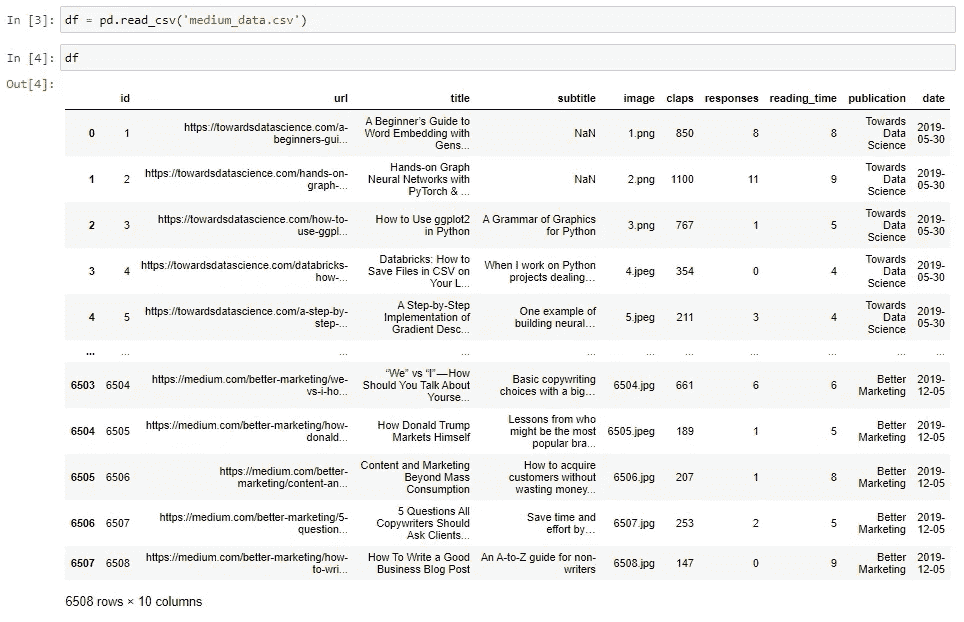 In [3]: df = pd.read_csv('medium_data.csv')
In [4]: df
Out[4]:
id url title subtitle image claps responses reading_time publication date
0 1 https://towardsdatascience.com/a-beginners-gui... A Beginner's Guide to Word Embedding with Gens... NaN 1.png 850 8 8 Towards Data Science 2019-05-30
1 2 https://towardsdatascience.com/hands-on-graph-... Hands-on Graph Neural Networks with PyTorch & ... NaN 2.png 1100 11 9 Towards Data Science 2019-05-30
2 3 https://towardsdatascience.com/how-to-use-ggpl... How to Use ggplot2 in Python A Grammar of Graphics for Python 3.png 767 1 5 Towards Data Science 2019-05-30
3 4 https://towardsdatascience.com/databricks-how-... Databricks: How to Save Files in CSV on Your L... When I work on Python projects dealing... 4.jpeg 354 0 4 Towards Data Science 2019-05-30
4 5 https://towardsdatascience.com/a-step-by-step-... A Step-by-Step Implementation of Gradient Desc... One example of building neural... 5.jpeg 211 3 4 Towards Data Science 2019-05-30
... ... ... ... ... ... ... ... ... ... ...
6503 6504 https://medium.com/better-marketing/we-vs-i-ho... “We” vs “I” — How Should You Talk About Yourse... Basic copywriting choices with a big... 6504.jpg 661 6 6 Better Marketing 2019-12-05
6504 6505 https://medium.com/better-marketing/how-donald... How Donald Trump Markets Himself Lessons from who might be the most popular bra... 6505.jpeg 189 1 5 Better Marketing 2019-12-05
6505 6506 https://medium.com/better-marketing/content-an... Content and Marketing Beyond Mass Consumption How to acquire customers without wasting money... 6506.jpg 207 1 8 Better Marketing 2019-12-05
6506 6507 https://medium.com/better-marketing/5-question... 5 Questions All Copywriters Should Ask Clients... Save time and effort by... 6507.jpg 253 2 5 Better Marketing 2019-12-05
6507 6508 https://medium.com/better-marketing/how-to-wri... How To Write a Good Business Blog Post An A-to-Z guide for non-writers 6508.jpg 147 0 9 Better Marketing 2019-12-05
6508 rows × 10 columns